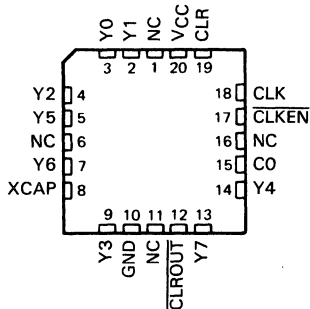 Y0 Y1 NC VCC CLR
3 2 1 20 19
Y2 4 18 CLK
Y5 5 17 CLKEN
NC 6 16 NC
Y6 7 15 C0
XCAP 8 14 Y4
9 10 11 12 13
Y3 GND NC CLROUT Y7